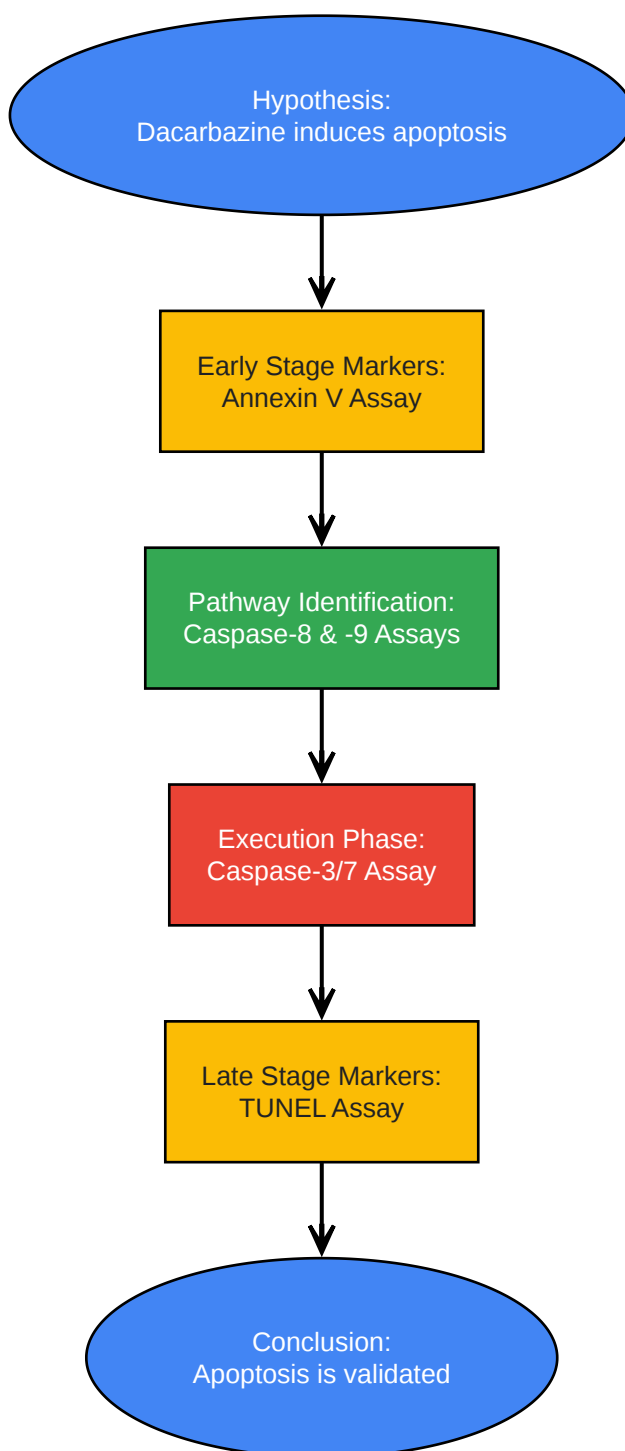 Hypothesis:
Dacarbazine induces apoptosis
Early Stage Markers:
Annexin V Assay
Pathway Identification:
Caspase-8 & -9 Assays
Execution Phase:
Caspase-3/7 Assay
Late Stage Markers:
TUNEL Assay
Conclusion:
Apoptosis is validated